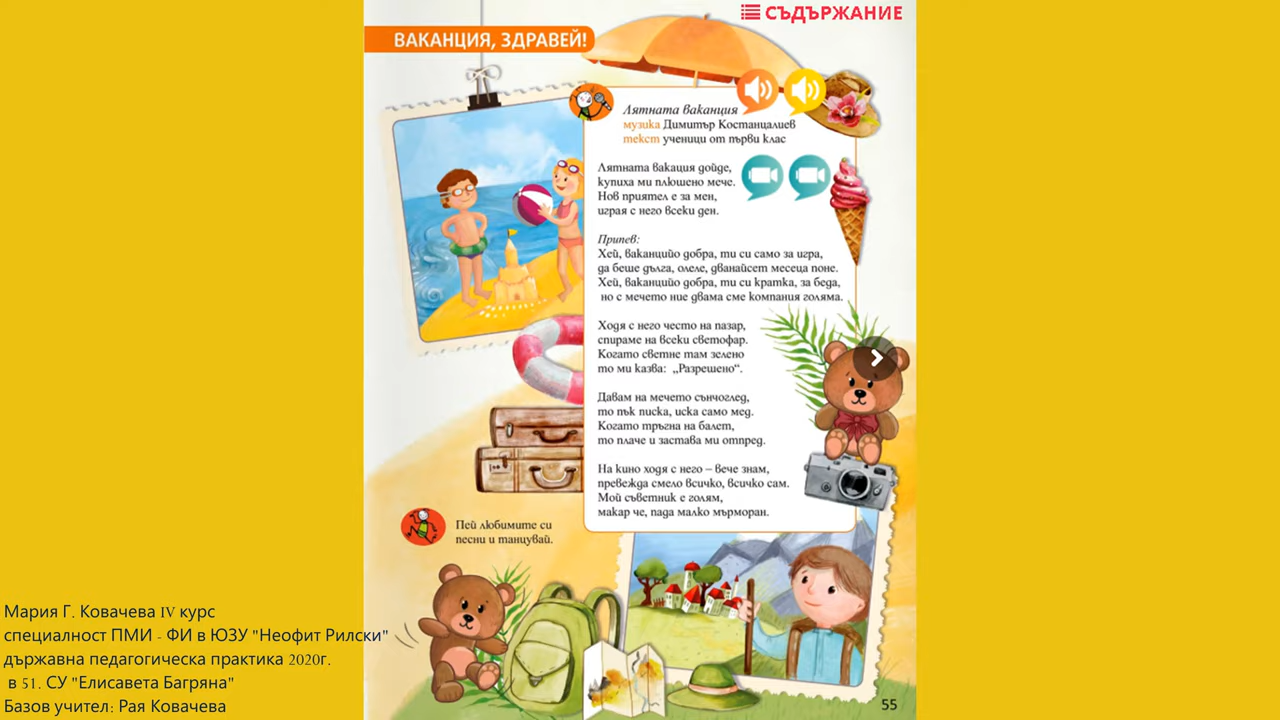 СЪДЪРЖАНИЕ
ВАКАНЦИЯ, ЗДРАВЕЙ!
Лятната ваканция
музика Димитър Костанцалиев
текст ученици от първи клас
Лятната вакация дойде,
купиха ми плюшено мече.
Нов приятел е за мен,
играя с него всеки ден.
Припев:
Хей, ваканцийо добра, ти си само за игра,
да беше дълга, олеле, дванайсет месеца поне.
Хей, ваканцийо добра, ти си кратка, за беда,
но с мечето ние двама сме компания голяма.
Ходя с него често на пазар,
спираме на всеки светофар.
Когато светне там зелено
то ми казва: „Разрешено“.
Давам на мечето сънчоглед,
то пък писка, иска само мед.
Когато тръгна на балет,
то плаче и застава ми отпред.
На кино ходя с него – вече знам,
превежда смело всичко, всичко сам.
Мой съветник е голям,
макар че, пада малко мърморан.
Пей любимите си
песни и танцувай.
Мария Г. Ковачева IV курс
специалност ПМИ - ФИ в ЮЗУ "Неофит Рилски"
държавна педагогическа практика 2020г.
в 51. СУ "Елисавета Багряна"
Базов учител: Рая Ковачева
55